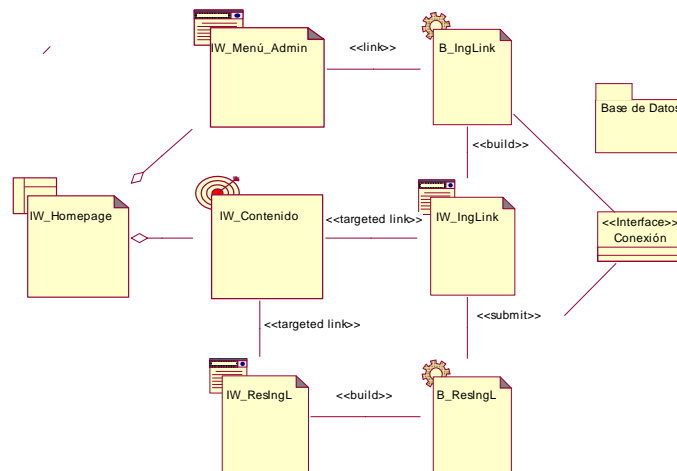 IW_Menú_Admin
<<link>>
B_IngLink
Base de Datos
<<build>>
IW_Homepage
IW_Contenido
<<targeted link>>
IW_IngLink
<<Interface>>
Conexión
<<targeted link>>
<<submit>>
IW_ResIngL
<<build>>
B_ResIngL